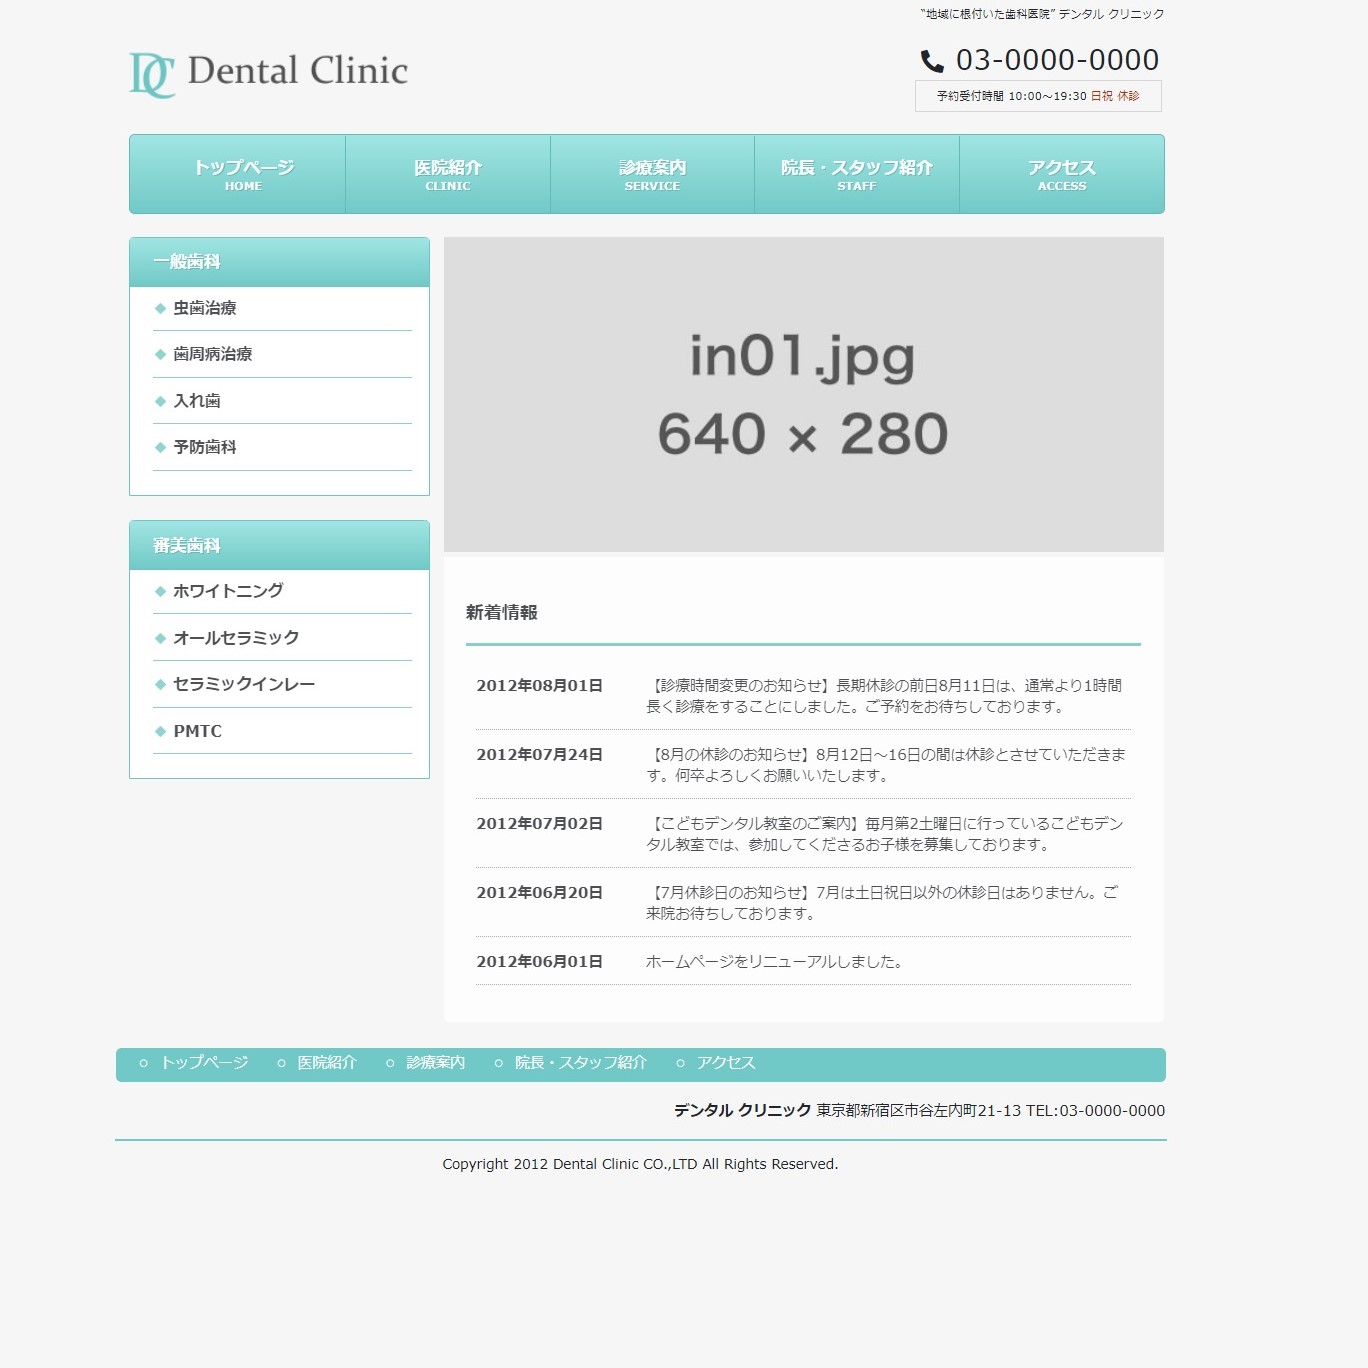 “地域に根付いた歯科医院” デンタル クリニック
DC Dental Clinic
03-0000-0000
予約受付時間 10:00～19:30 日祝 休診
トップページ 医院紹介 診療案内 院長・スタッフ紹介 アクセス
HOME CLINIC SERVICE STAFF ACCESS
一般歯科
虫歯治療
歯周病治療
入れ歯
予防歯科
審美歯科
ホワイトニング
オールセラミック
セラミックインレー
PMTC
in01.jpg
640 × 280
新着情報
2012年08月01日 【診療時間変更のお知らせ】長期休診の前日8月11日は、通常より1時間
長く診療をすることにしました。ご予約をお待ちしております。
2012年07月24日 【8月の休診のお知らせ】8月12日～16日の間は休診とさせていただきま
す。何卒よろしくお願いいたします。
2012年07月02日 【こどもデンタル教室のご案内】毎月第2土曜日に行っているこどもデン
タル教室では、参加してくださるお子様を募集しております。
2012年06月20日 【7月休診日のお知らせ】7月は土日祝日以外の休診日はありません。ご
来院お待ちしております。
2012年06月01日 ホームページをリニューアルしました。
トップページ 医院紹介 診療案内 院長・スタッフ紹介 アクセス
デンタル クリニック 東京都新宿区市谷左内町21-13 TEL:03-0000-0000
Copyright 2012 Dental Clinic CO.,LTD All Rights Reserved.